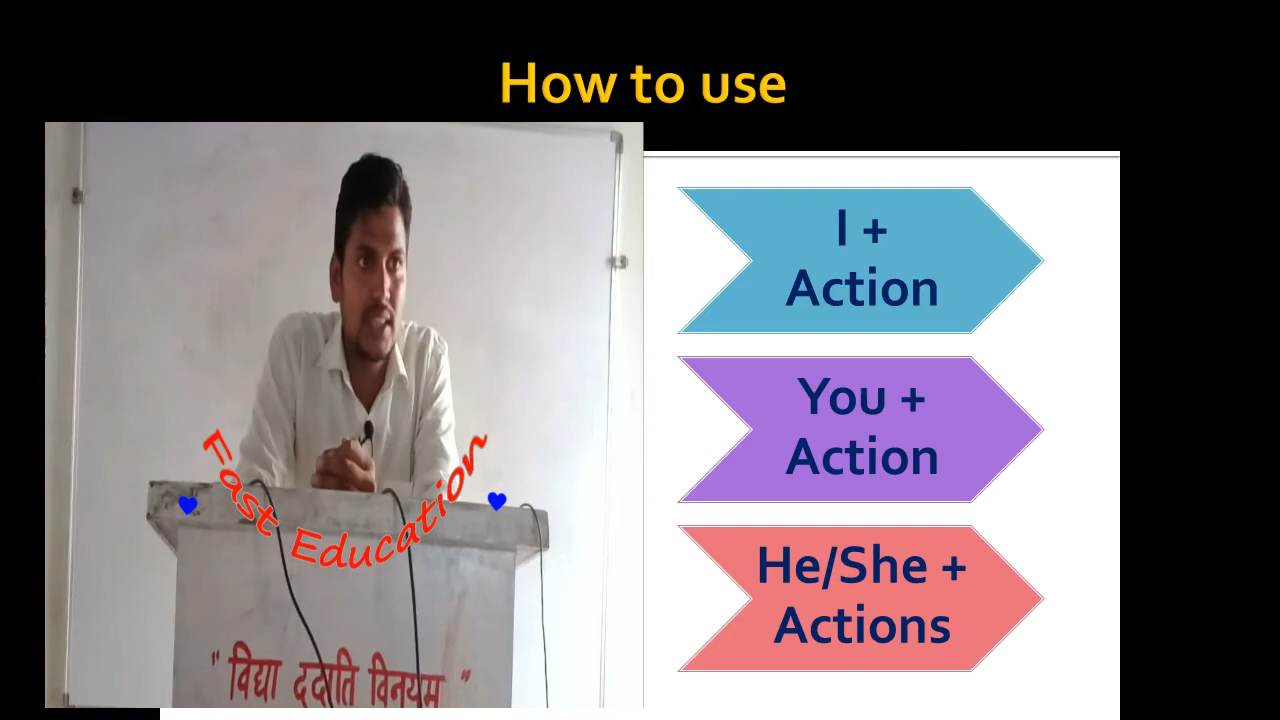 How to use
I +
Action
You +
Action
He/She +
Actions
Fast Education
" विद्या ददाति विनयम "